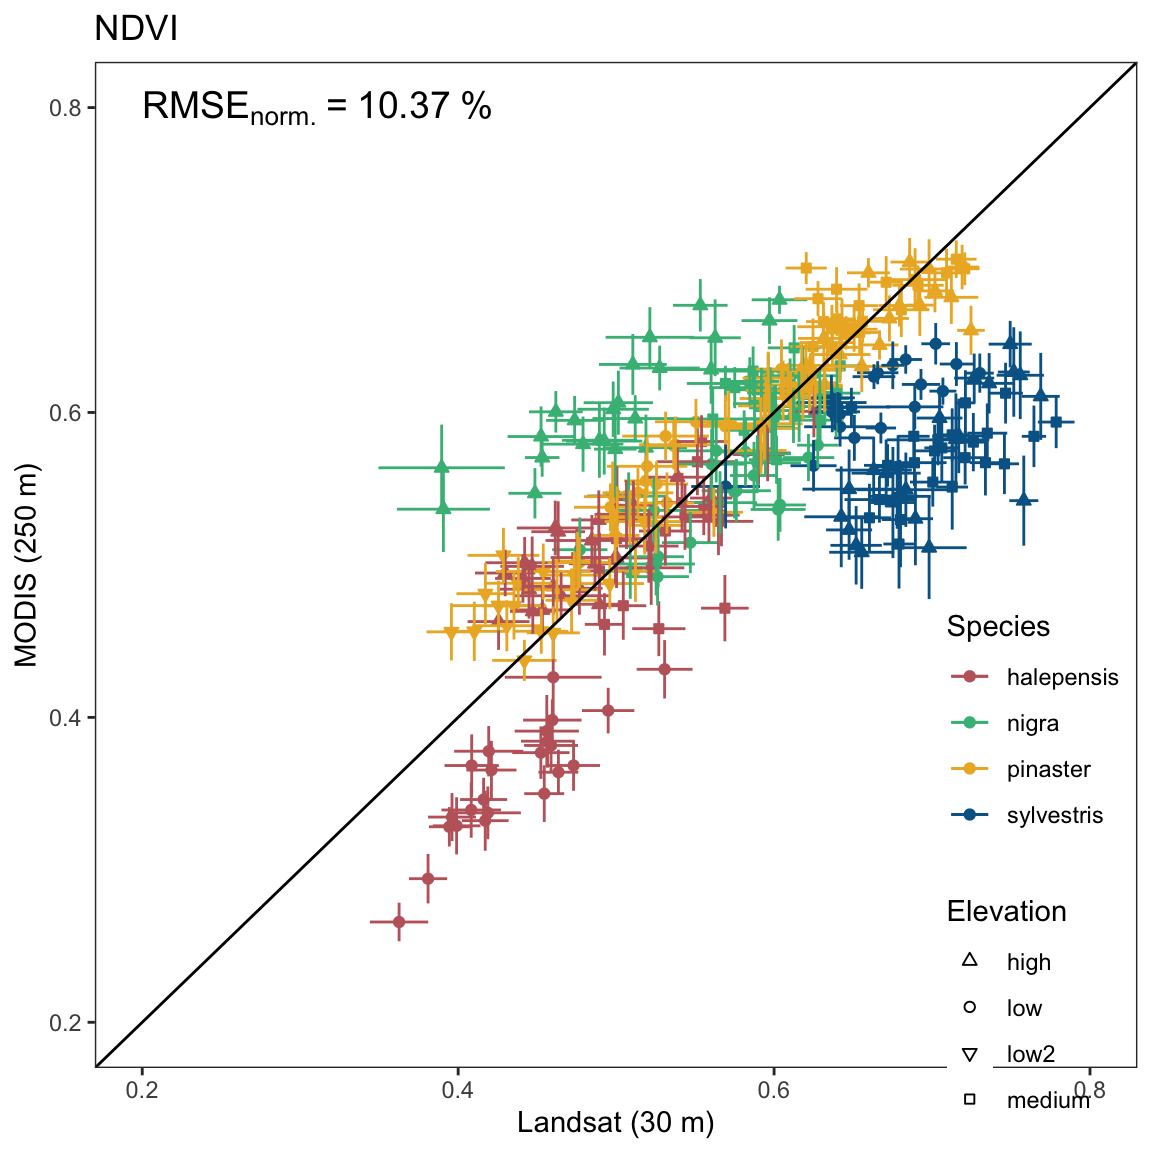 NDVI
RMSEnorm. = 10.37 %
MODIS (250 m)
0.8
0.6
0.4
0.2
Species
halepensis
nigra
pinaster
sylvestris
Elevation
high
low
low2
medium
0.2
0.4
0.6
0.8
Landsat (30 m)